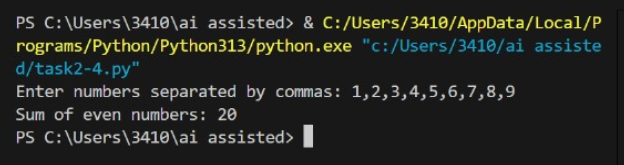 PS C:\Users\3410\ai assisted> & C:/Users/3410/AppData/Local/P
rograms/Python/Python313/python.exe "c:/Users/3410/ai assiste
d/task2-4.py"
Enter numbers separated by commas: 1,2,3,4,5,6,7,8,9
Sum of even numbers: 20
PS C:\Users\3410\ai assisted>